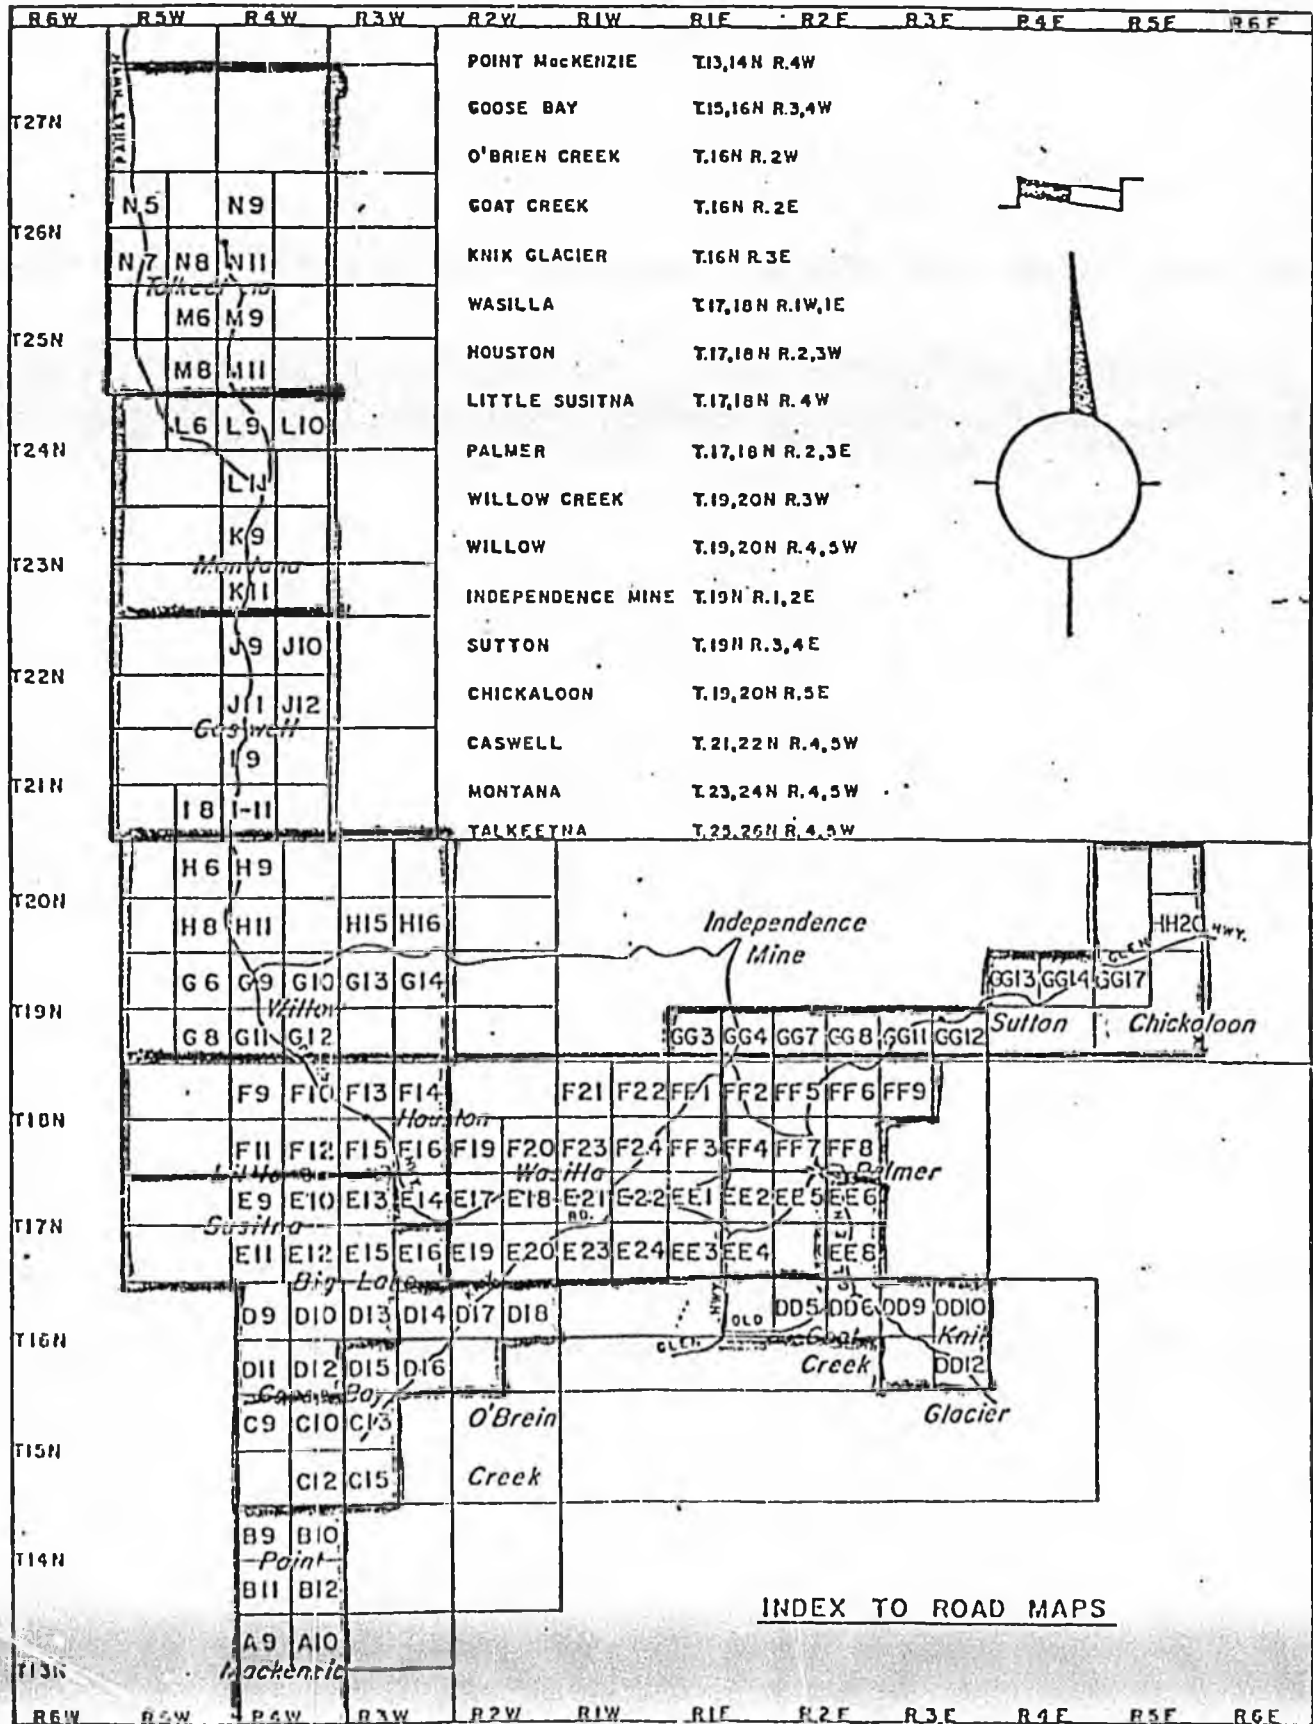 R6W R5W R4W R3W R2W R1W R1E R2E R3E R4E R5E R6E
PARKS HWY.
POINT MacKENZIE T.13,14N R.4W
GOOSE BAY T.15,16N R.3,4W
T27N
O'BRIEN CREEK T.16N R.2W
GOAT CREEK T.16N R.2E
N5 N9
T26N
KNIK GLACIER T.16N R.3E
N7 N8 N11
Talkeetna
WASILLA T.17,18N R.1W,1E
M6 M9
T25N
HOUSTON T.17,18N R.2,3W
M8 M11
LITTLE SUSITNA T.17,18N R.4W
L6 L9 L10
T24N
PALMER T.17,18N R.2,3E
L11
WILLOW CREEK T.19,20N R.3W
K9
WILLOW T.19,20N R.4,5W
T23N
Montana
K11
INDEPENDENCE MINE T.19N R.1,2E
J9 J10
SUTTON T.19N R.3,4E
T22N
CHICKALOON T.19,20N R.5E
J11 J12
Caswell
CASWELL T.21,22N R.4,5W
I9
T21N
MONTANA T.23,24N R.4,5W
I8 I-11
TALKEETNA T.25,26N R.4,5W
H6 H9
T20N
H8 H11 H15 H16
Independence
Mine
HH20
GLEN HWY.
G6 G9 G10 G13 G14
GG13 GG14 GG17
T19N
Willow
Sutton Chickaloon
G8 G11 G12
GG3 GG4 GG7 GG8 GG11 GG12
F9 F10 F13 F14 F21 F22 FF1 FF2 FF5 FF6 FF9
T18N
Houston
F11 F12 F15 F16 F19 F20 F23 F24 FF3 FF4 FF7 FF8
Little
Wasilla
Palmer
E9 E10 E13 E14 E17 E18 E21 E22 EE1 EE2 EE5 EE6
RD.
T17N
Susitna
E11 E12 E15 E16 E19 E20 E23 E24 EE3 EE4 EE8
Big Lake
D9 D10 D13 D14 D17 D18
HWY
OLD
DD5 DD6 DD9 DD10
T16N
GLEN
Goat
Creek
Knik
D11 D12 D15 D16
DD12
Goose Bay
C9 C10 C13
O'Brein
Glacier
T15N
C12 C15
Creek
B9 B10
T14N
Point
B11 B12
INDEX TO ROAD MAPS
A9 A10
T13N
Mackenzie
R6W R5W R4W R3W R2W R1W R1E R2E R3E R4E R5E R6E